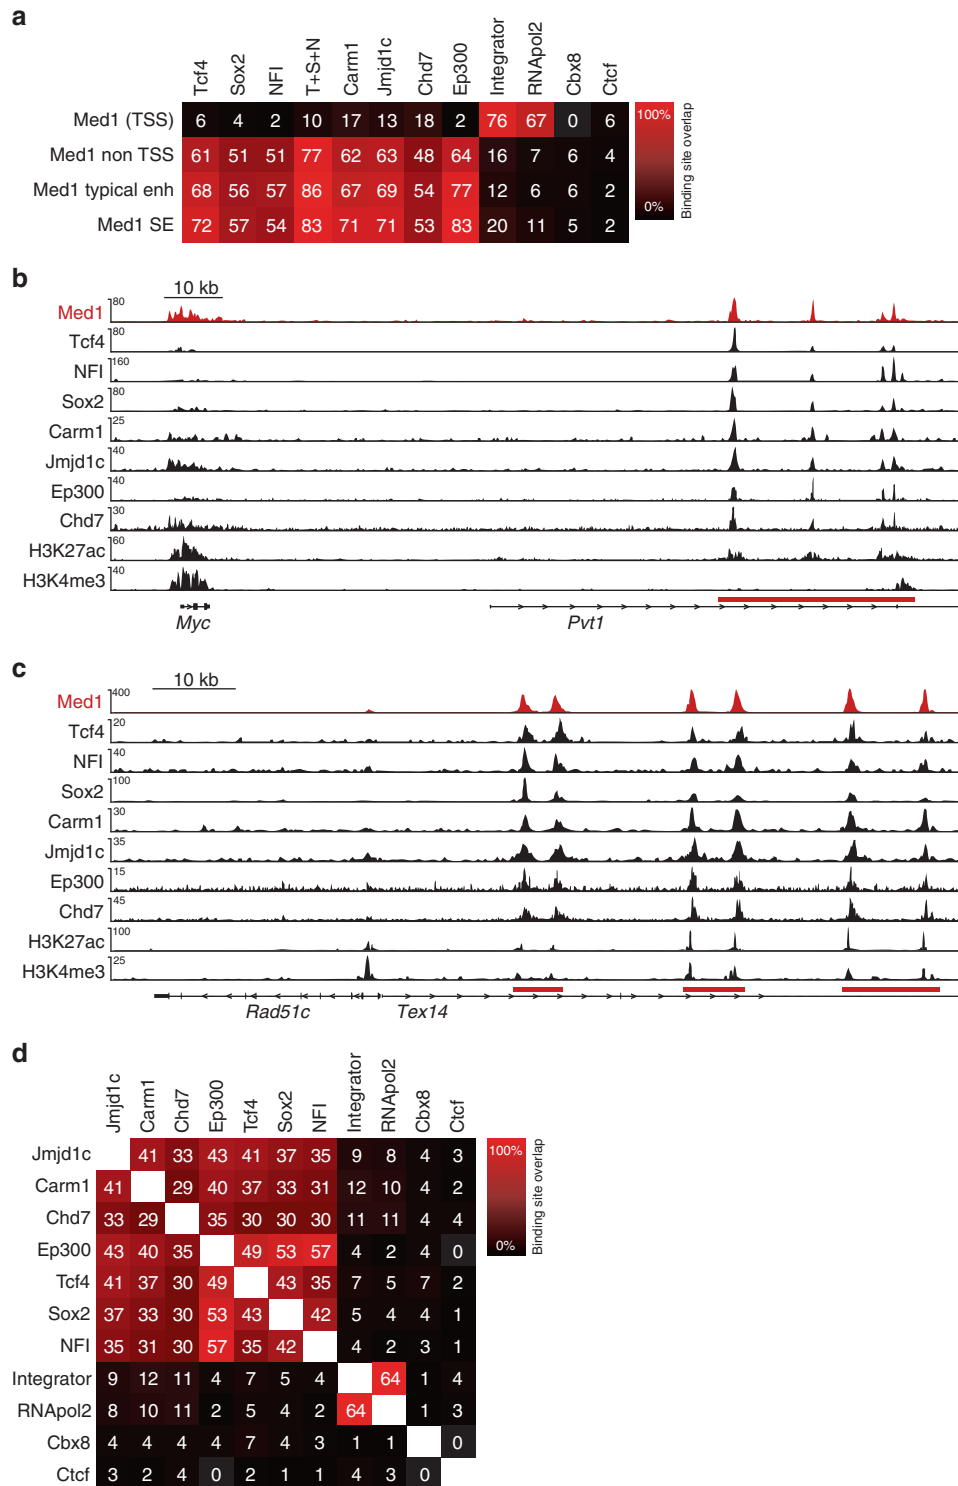 a
Tcf4 Sox2 NFI T+S+N Carm1 Jmjd1c Chd7 Ep300 Integrator RNApol2 Cbx8 Ctcf
Med1 (TSS) 6 4 2 10 17 13 18 2 76 67 0 6
Med1 non TSS 61 51 51 77 62 63 48 64 16 7 6 4
Med1 typical enh 68 56 57 86 67 69 54 77 12 6 6 2
Med1 SE 72 57 54 83 71 71 53 83 20 11 5 2
100%
0%
Binding site overlap
b
10 kb
Med1 80
Tcf4 80
NFI 160
Sox2 80
Carm1 25
Jmjd1c 40
Ep300 40
Chd7 30
H3K27ac 60
H3K4me3 40
Myc Pvt1
c
10 kb
Med1 400
Tcf4 20
NFI 40
Sox2 100
Carm1 30
Jmjd1c 35
Ep300 15
Chd7 45
H3K27ac 100
H3K4me3 25
Rad51c Tex14
d
Jmjd1c Carm1 Chd7 Ep300 Tcf4 Sox2 NFI Integrator RNApol2 Cbx8 Ctcf
Jmjd1c 41 33 43 41 37 35 9 8 4 3
Carm1 41 29 40 37 33 31 12 10 4 2
Chd7 33 29 35 30 30 30 11 11 4 4
Ep300 43 40 35 49 53 57 4 2 4 0
Tcf4 41 37 30 49 43 35 7 5 7 2
Sox2 37 33 30 53 43 42 5 4 4 1
NFI 35 31 30 57 35 42 4 2 3 1
Integrator 9 12 11 4 7 5 4 64 1 4
RNApol2 8 10 11 2 5 4 2 64 1 3
Cbx8 4 4 4 4 7 4 3 1 1 0
Ctcf 3 2 4 0 2 1 1 4 3 0
100%
0%
Binding site overlap